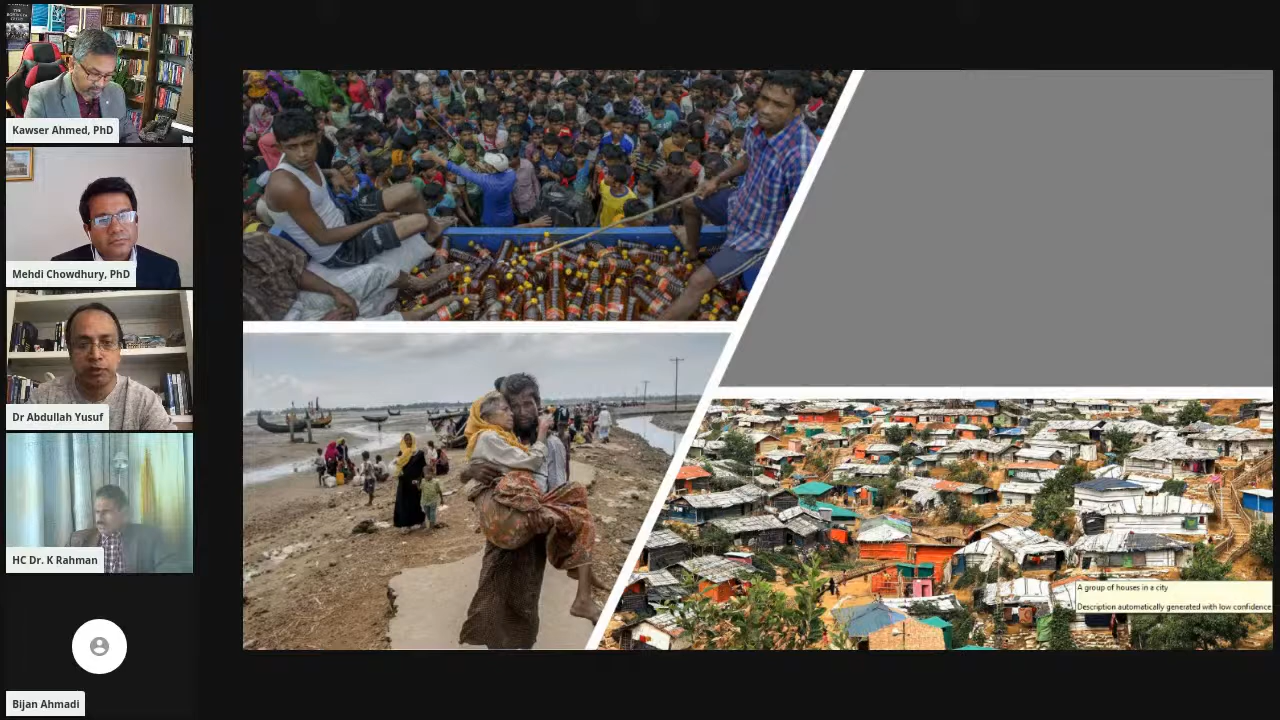 Kawser Ahmed, PhD
Mehdi Chowdhury, PhD
Dr Abdullah Yusuf
HC Dr. K Rahman
Bijan Ahmadi
A group of houses in a city
Description automatically generated with low confidence